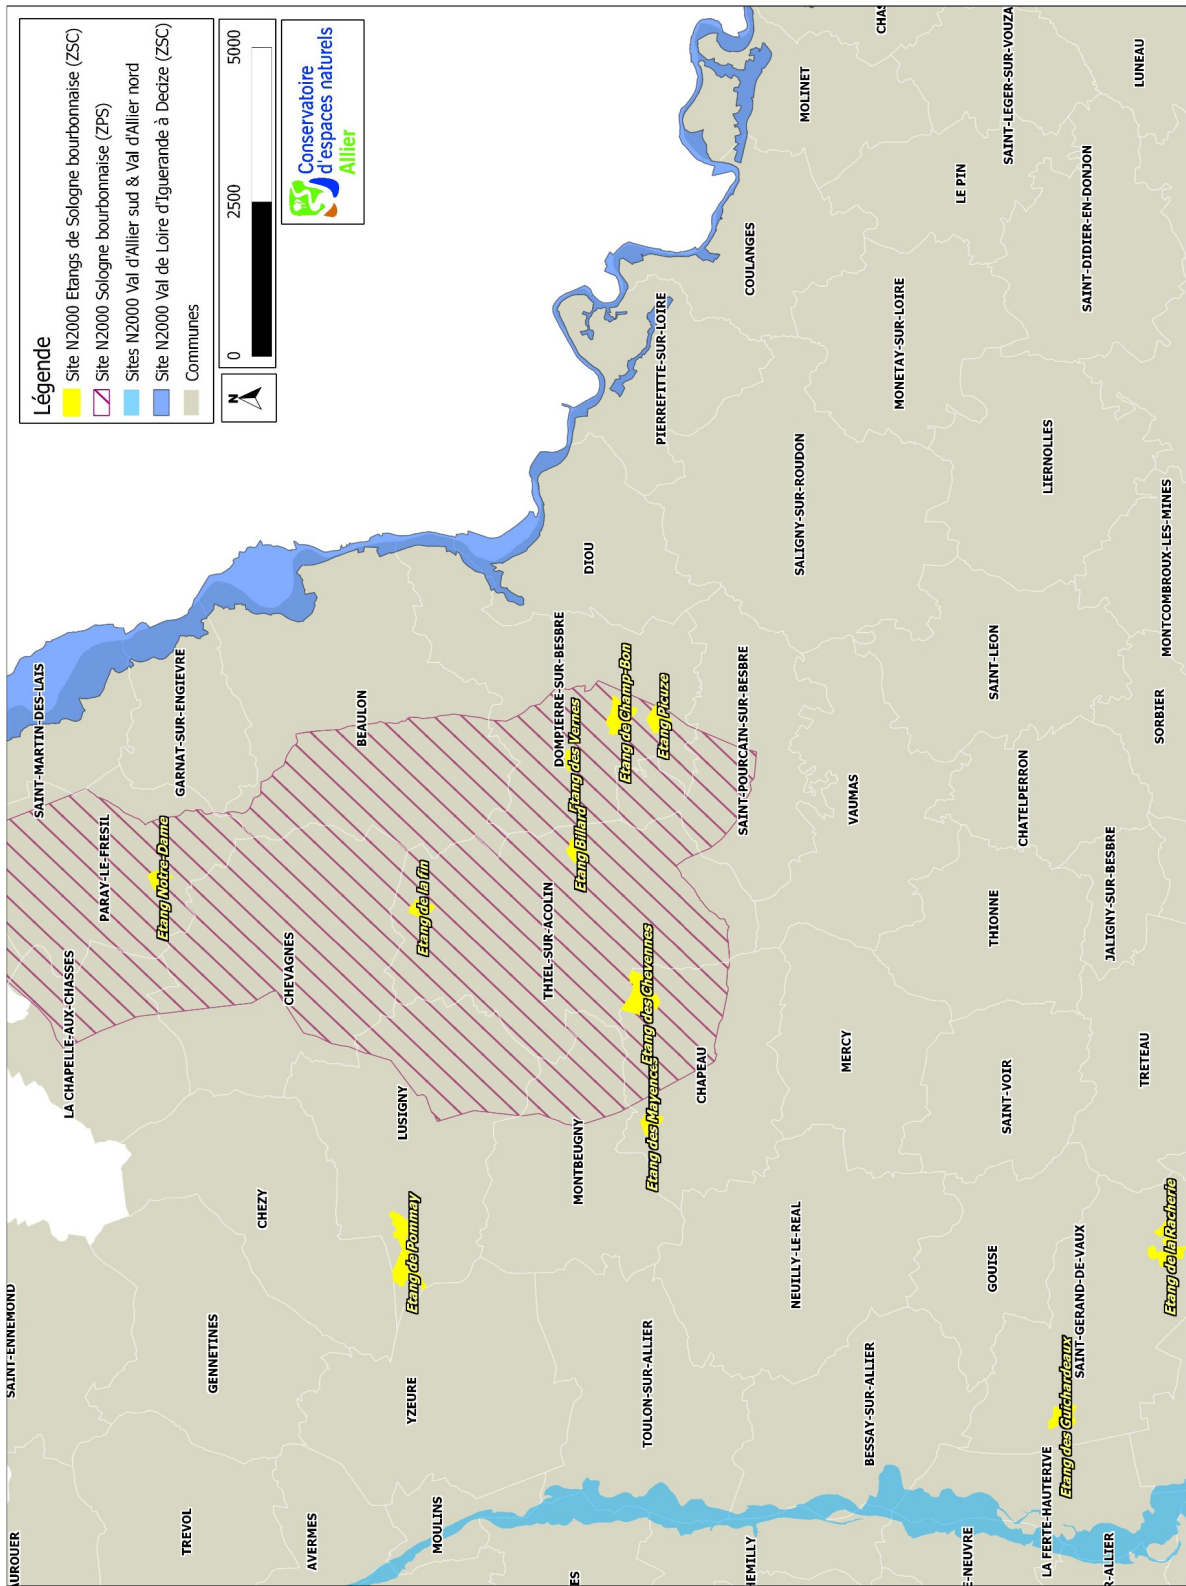 Légende
Site N2000 Etangs de Sologne bourbonnaise (ZSC)
Site N2000 Sologne bourbonnaise (ZPS)
Sites N2000 Val d'Allier sud & Val d'Allier nord
Site N2000 Val de Loire d'Iguerande à Decize (ZSC)
Communes
N
0
2500
5000
Conservatoire
d'espaces naturels
Allier
AUROUER
SAINT-ENNEMOND
SAINT-MARTIN-DES-LAIS
LA CHAPELLE-AUX-CHASSES
PARAY-LE-FRESIL
Etang Notre-Dame
GARNAT-SUR-ENGIEVRE
TREVOL
GENNETINES
CHEZY
CHEVAGNES
AVERMES
BEAULON
LUSIGNY
YZEURE
Etang de Pommay
Etang de la fin
MOULINS
THIEL-SUR-ACOLIN
DOMPIERRE-SUR-BESBRE
MONTBEUGNY
Etang Billard
Etang des Vernes
DIOU
ES
Etang de Champ-Bon
TOULON-SUR-ALLIER
Etang des Mayences
Etang des Chevennes
Etang Picuze
PIERREFITTE-SUR-LOIRE
CHAPEAU
SAINT-POURCAIN-SUR-BESBRE
HEMILLY
COULANGES
NEUILLY-LE-REAL
SALIGNY-SUR-ROUDON
MOLINET
MERCY
VAUMAS
BESSAY-SUR-ALLIER
MONETAY-SUR-LOIRE
CHAS
E-NEUVRE
GOUISE
SAINT-VOIR
THIONNE
SAINT-LEON
LE PIN
CHATELPERRON
SAINT-LEGER-SUR-VOUZA
LA FERTE-HAUTERIVE
Etang des Guichardeaux
SAINT-GERAND-DE-VAUX
LIERNOLLES
R-ALLIER
JALIGNY-SUR-BESBRE
SAINT-DIDIER-EN-DONJON
TRETEAU
SORBIER
LUNEAU
Etang de la Racherie
MONTCOMBROUX-LES-MINES